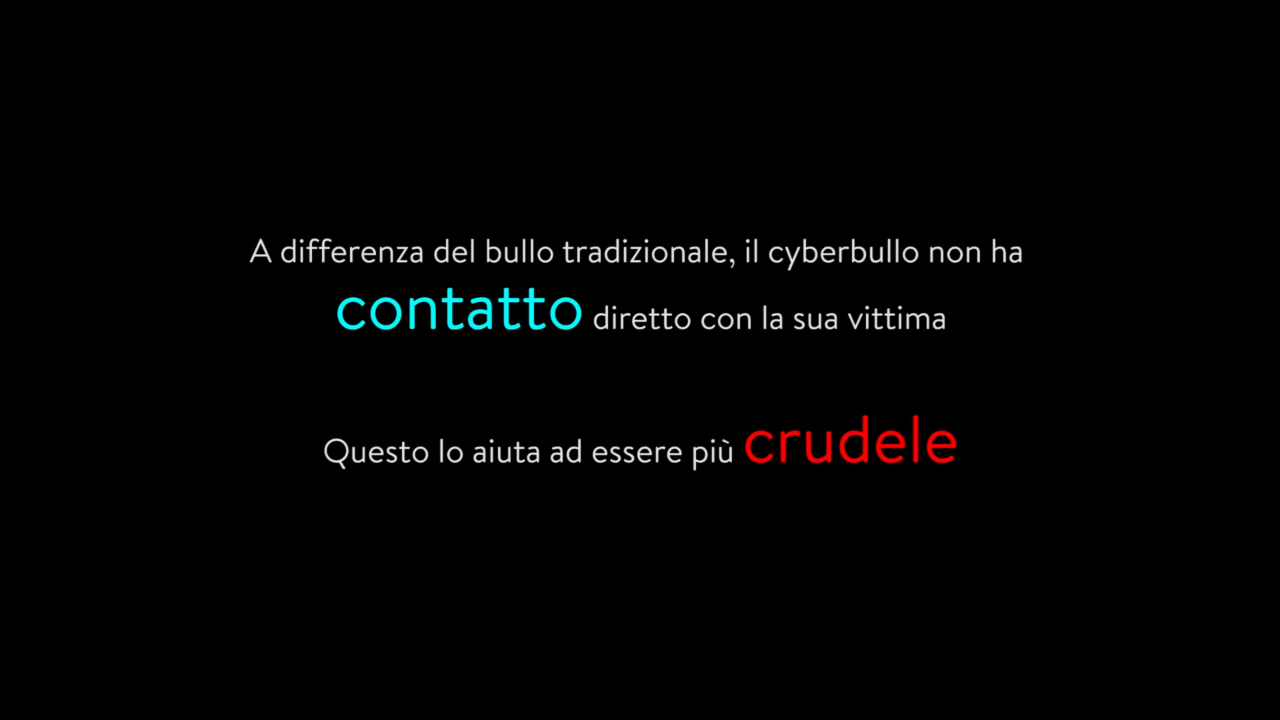 A differenza del bullo tradizionale, il cyberbullo non ha
contatto diretto con la sua vittima
Questo lo aiuta ad essere più crudele